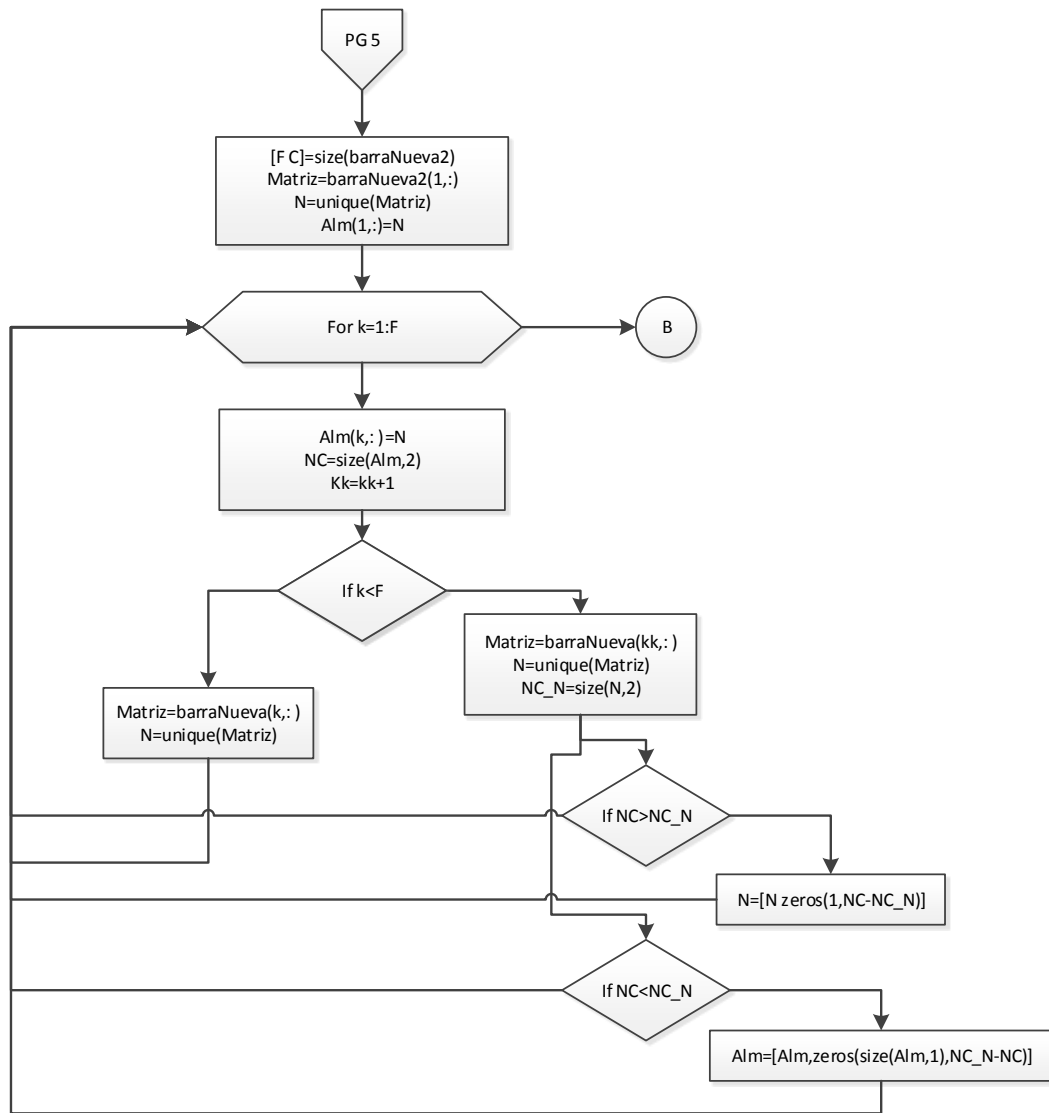 PG 5
[F C]=size(barraNueva2)
Matriz=barraNueva2(1,:)
N=unique(Matriz)
Alm(1,:)=N
For k=1:F
B
Alm(k,: )=N
NC=size(Alm,2)
Kk=kk+1
If k<F
Matriz=barraNueva(kk,: )
N=unique(Matriz)
NC_N=size(N,2)
Matriz=barraNueva(k,: )
N=unique(Matriz)
If NC>NC_N
N=[N zeros(1,NC-NC_N)]
If NC<NC_N
Alm=[Alm,zeros(size(Alm,1),NC_N-NC)]